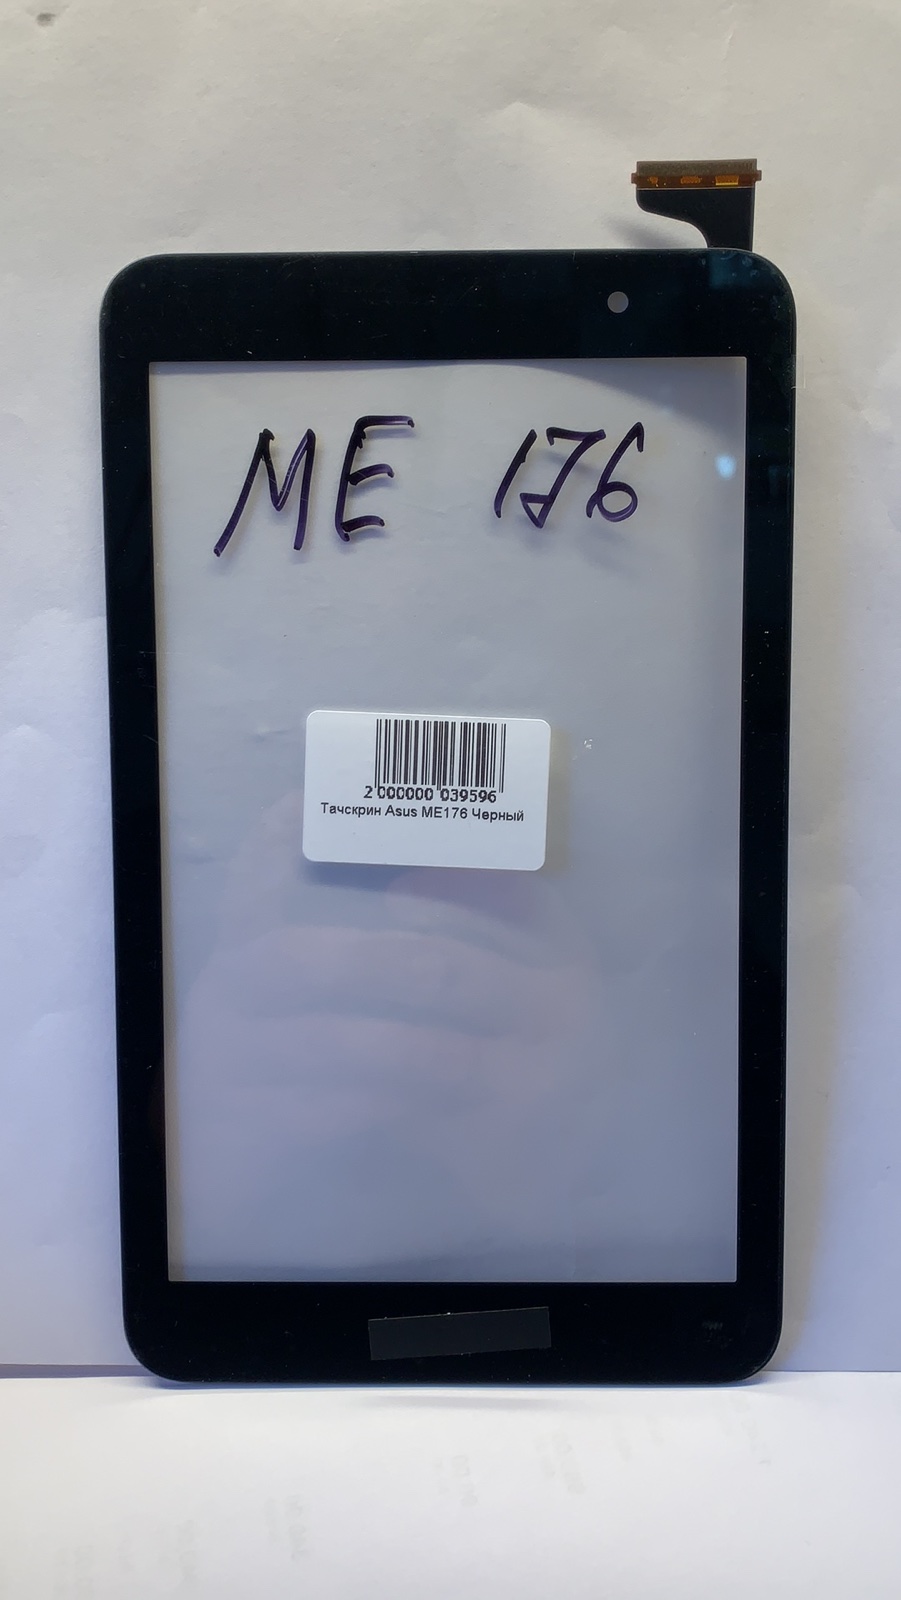 ME 176
2 000000 039596
Тачскрин Asus ME176 Черный